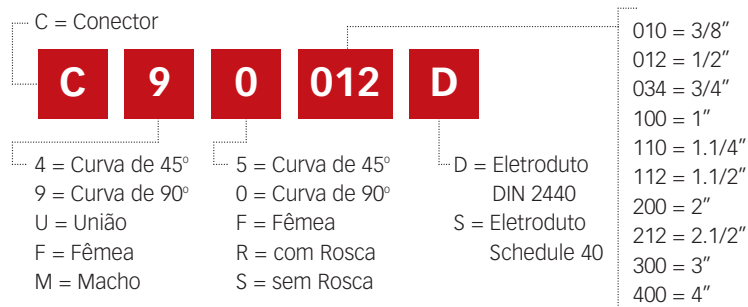 C = Conector
C 9 0 012 D
4 = Curva de 45º
9 = Curva de 90º
U = União
F = Fêmea
M = Macho
5 = Curva de 45º
0 = Curva de 90º
F = Fêmea
R = com Rosca
S = sem Rosca
D = Eletroduto
DIN 2440
S = Eletroduto
Schedule 40
010 = 3/8"
012 = 1/2"
034 = 3/4"
100 = 1"
110 = 1.1/4"
112 = 1.1/2"
200 = 2"
212 = 2.1/2"
300 = 3"
400 = 4"